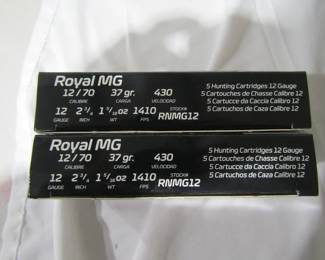 Royal MG
12/70 37 gr. 430
CALIBRE CARGA VELOCIDAD
12 2 3/4 1 5/16 oz 1410 STOCK#
GAUGE INCH WT FPS RNMG12
5 Hunting Cartridges 12 Gauge
5 Cartouches de Chasse Calibre 12
5 Cartucce da Caccia Calibro 12
5 Cartuchos de Caza Calibre 12
Royal MG
12/70 37 gr. 430
CALIBRE CARGA VELOCIDAD
12 2 3/4 1 5/16 oz 1410 STOCK#
GAUGE INCH WT FPS RNMG12
5 Hunting Cartridges 12 Gauge
5 Cartouches de Chasse Calibre 12
5 Cartucce da Caccia Calibro 12
5 Cartuchos de Caza Calibre 12